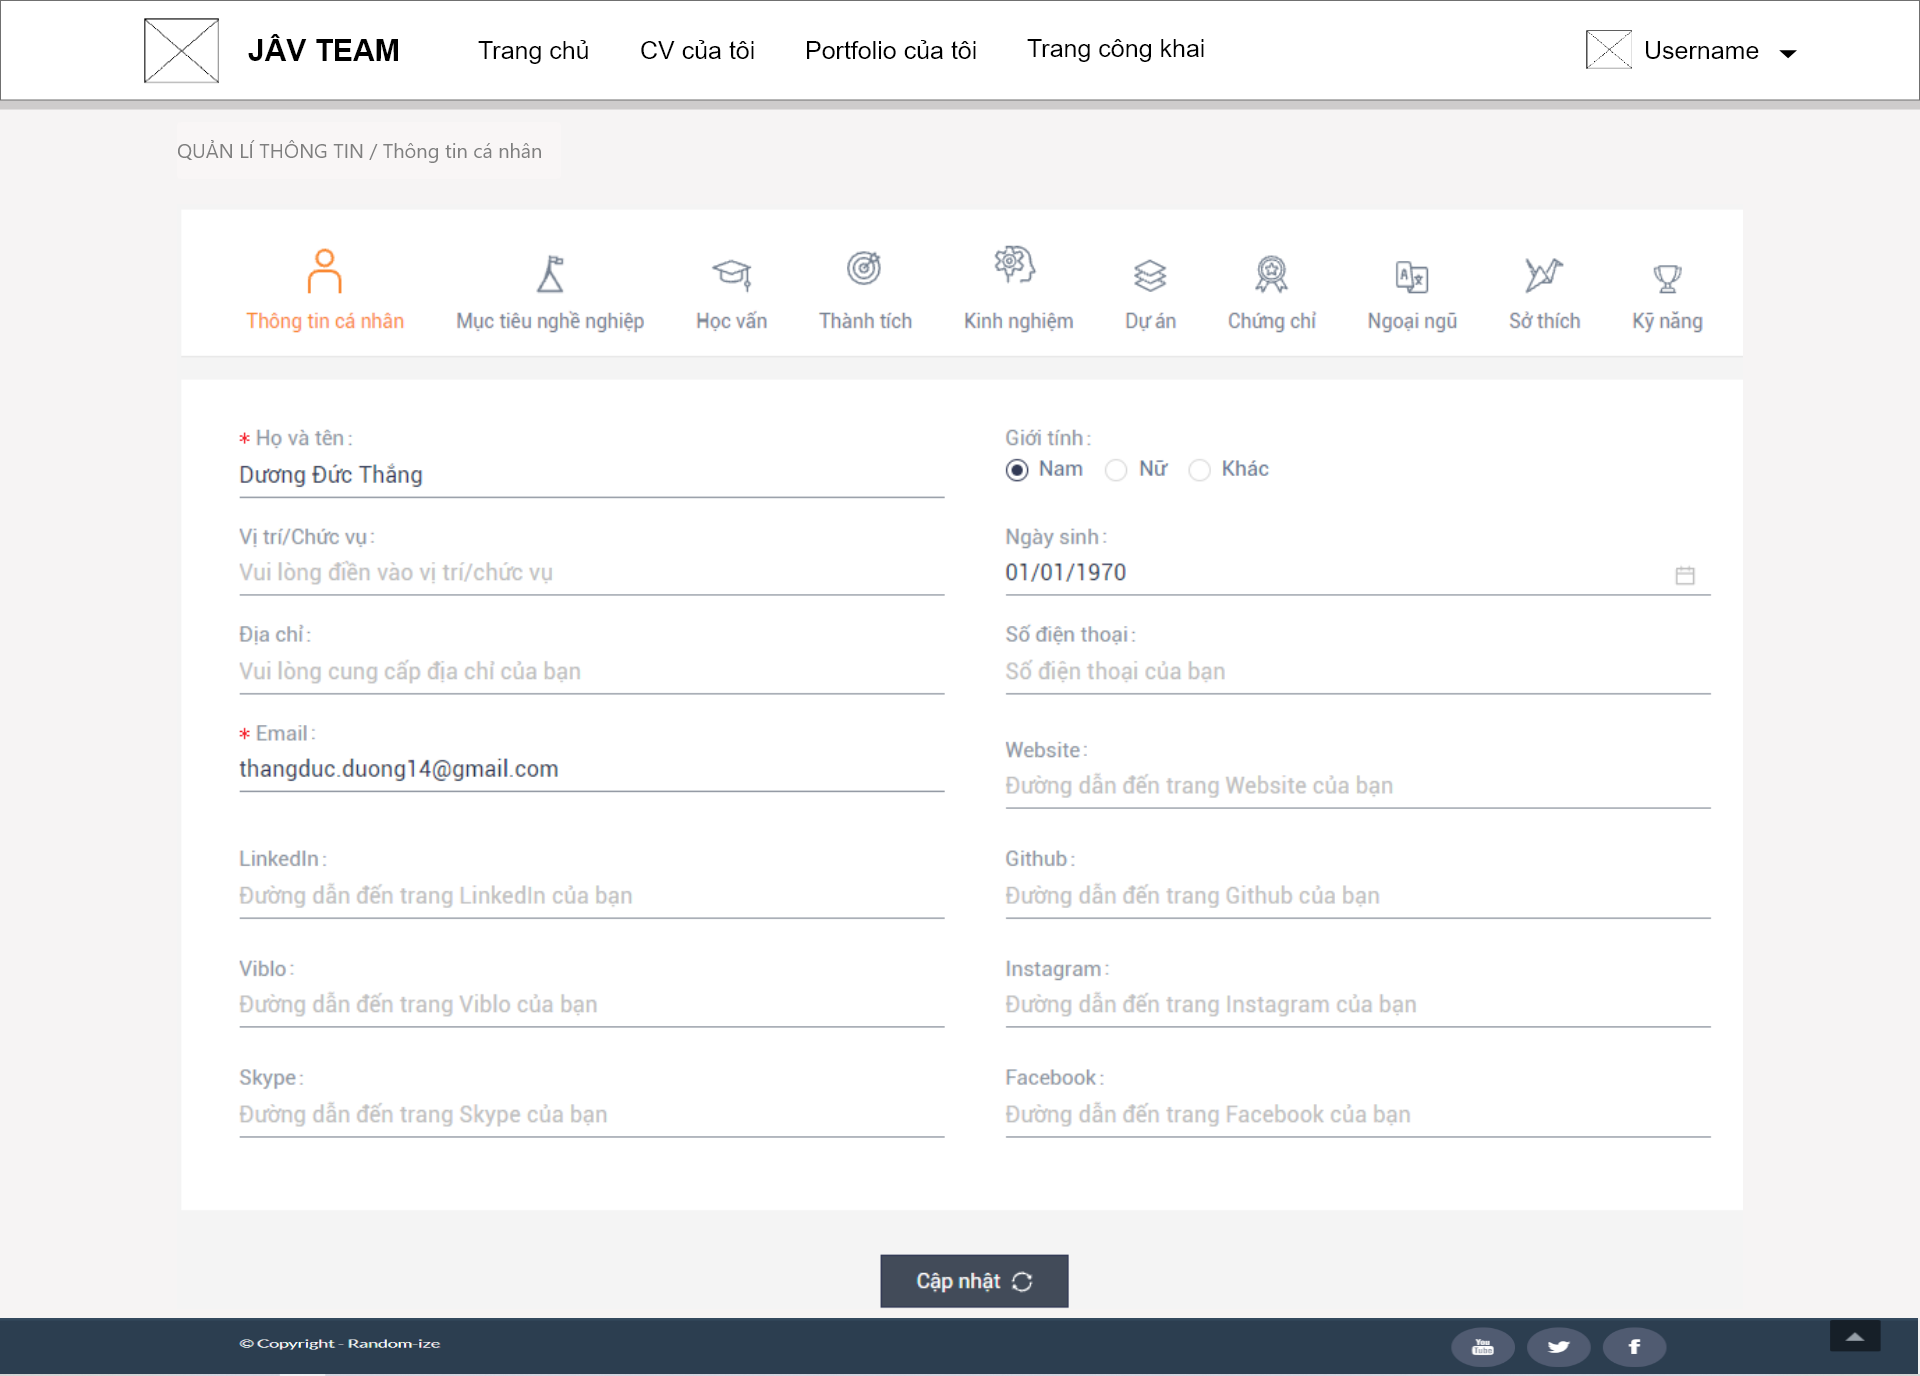 JÂV TEAM
Trang chủ
CV của tôi
Portfolio của tôi
Trang công khai
Username
QUẢN LÍ THÔNG TIN / Thông tin cá nhân
Thông tin cá nhân
Mục tiêu nghề nghiệp
Học vấn
Thành tích
Kinh nghiệm
Dự án
Chứng chỉ
Ngoại ngũ
Sở thích
Kỹ năng
* Họ và tên:
Dương Đức Thắng
Giới tính:
Nam
Nữ
Khác
Vị trí/Chức vụ:
Vui lòng điền vào vị trí/chức vụ
Ngày sinh:
01/01/1970
Địa chỉ:
Vui lòng cung cấp địa chỉ của bạn
Số điện thoại:
Số điện thoại của bạn
* Email:
thangduc.duong14@gmail.com
Website:
Đường dẫn đến trang Website của bạn
LinkedIn:
Đường dẫn đến trang LinkedIn của bạn
Github:
Đường dẫn đến trang Github của bạn
Viblo:
Đường dẫn đến trang Viblo của bạn
Instagram:
Đường dẫn đến trang Instagram của bạn
Skype:
Đường dẫn đến trang Skype của bạn
Facebook:
Đường dẫn đến trang Facebook của bạn
Cập nhật
© Copyright - Random-ize
You
Tube